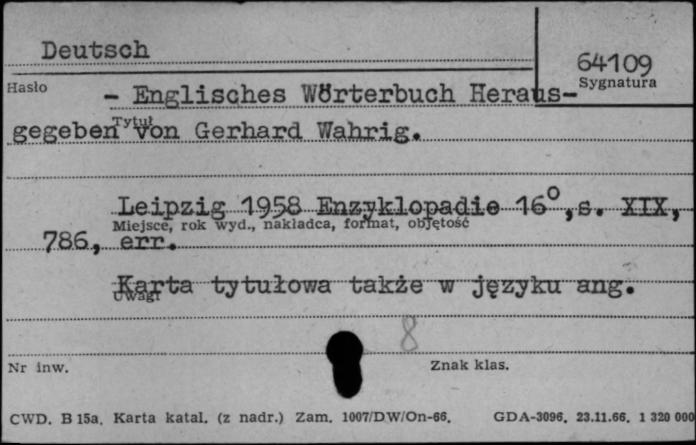 Deutsch
64109
Hasło
Sygnatura
- Englisches Wörterbuch Heraus-
Tytuł
gegeben von Gerhard Wahrig.
Leipzig 1958 Enzyklopadie 16⁰, s. XIX,
Miejsce, rok wyd., nakładca, format, objętość
786, err.
Karta tytułowa także w języku ang.
Uwagi
8
Nr inw.
Znak klas.
CWD. B 15a. Karta katal. (z nadr.) Zam. 1007/DW/On-66. GDA-3096. 23.11.66. 1 320 000